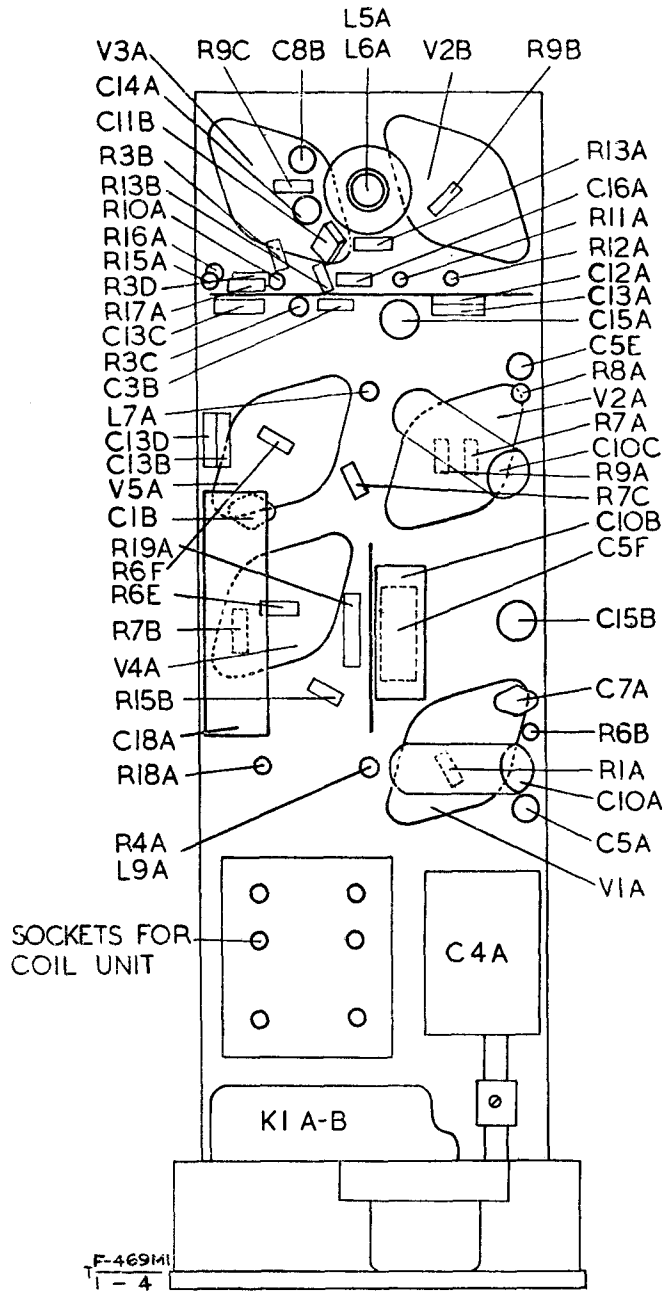 L5A
V3A R9C C8B L6A V2B R9B
C14A
C11B
R3B
R13B
R10A
R16A
R15A
R3D
R17A
C13C
R3C
C3B
L7A
C13D
C13B
V5A
C1B
R19A
R6F
R6E
R7B
V4A
R15B
C18A
R18A
R4A
L9A
SOCKETS FOR
COIL UNIT
R13A
C16A
R11A
R12A
C12A
C13A
C15A
C5E
R8A
V2A
R7A
C10C
R9A
R7C
C10B
C5F
C15B
C7A
R6B
R1A
C10A
C5A
V1A
C4A
K1 A-B
F-469M1
T
1 - 4